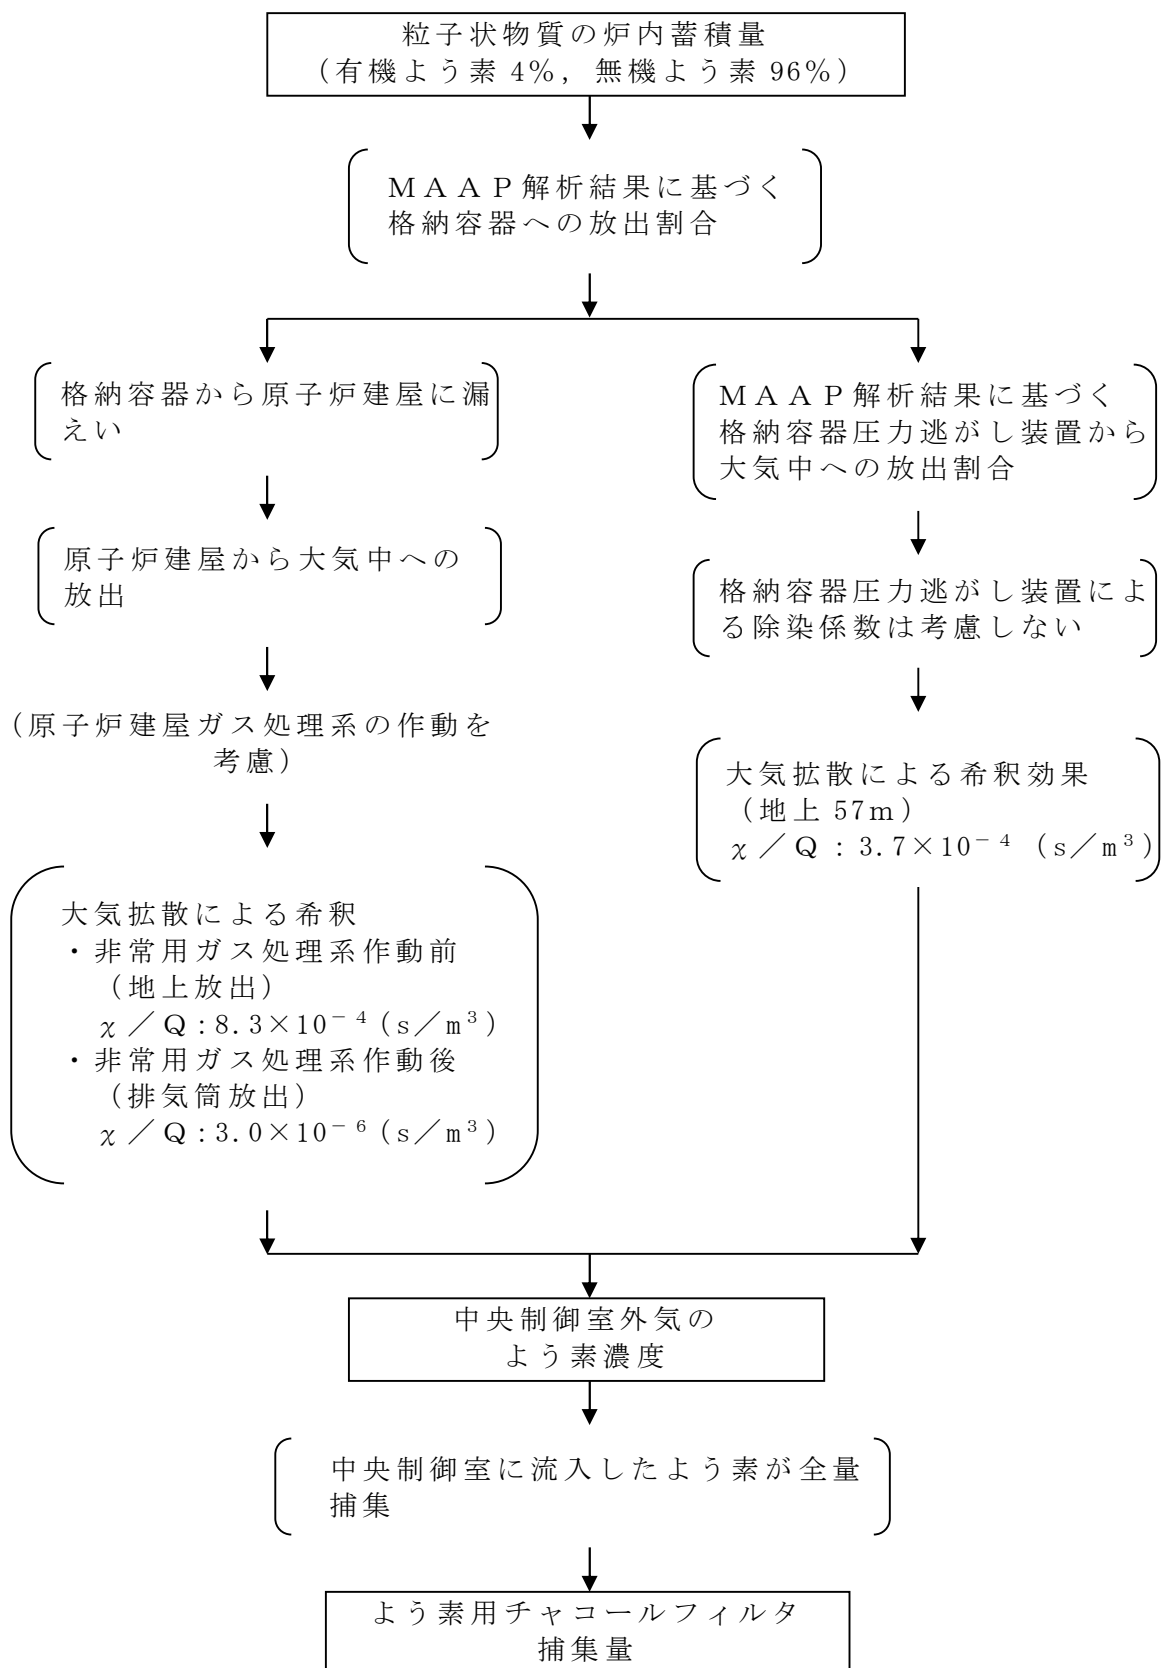 粒子状物質の炉内蓄積量
（有機よう素 4％，無機よう素 96％）
ＭＡＡＰ解析結果に基づく
格納容器への放出割合
格納容器から原子炉建屋に漏
えい
原子炉建屋から大気中への
放出
（原子炉建屋ガス処理系の作動を
考慮）
大気拡散による希釈
・非常用ガス処理系作動前
（地上放出）
χ／Ｑ：8.3×10⁻⁴（s／m³）
・非常用ガス処理系作動後
（排気筒放出）
χ／Ｑ：3.0×10⁻⁶（s／m³）
ＭＡＡＰ解析結果に基づく
格納容器圧力逃がし装置から
大気中への放出割合
格納容器圧力逃がし装置によ
る除染係数は考慮しない
大気拡散による希釈効果
（地上 57m）
χ／Ｑ：3.7×10⁻⁴（s／m³）
中央制御室外気の
よう素濃度
中央制御室に流入したよう素が全量
捕集
よう素用チャコールフィルタ
捕集量